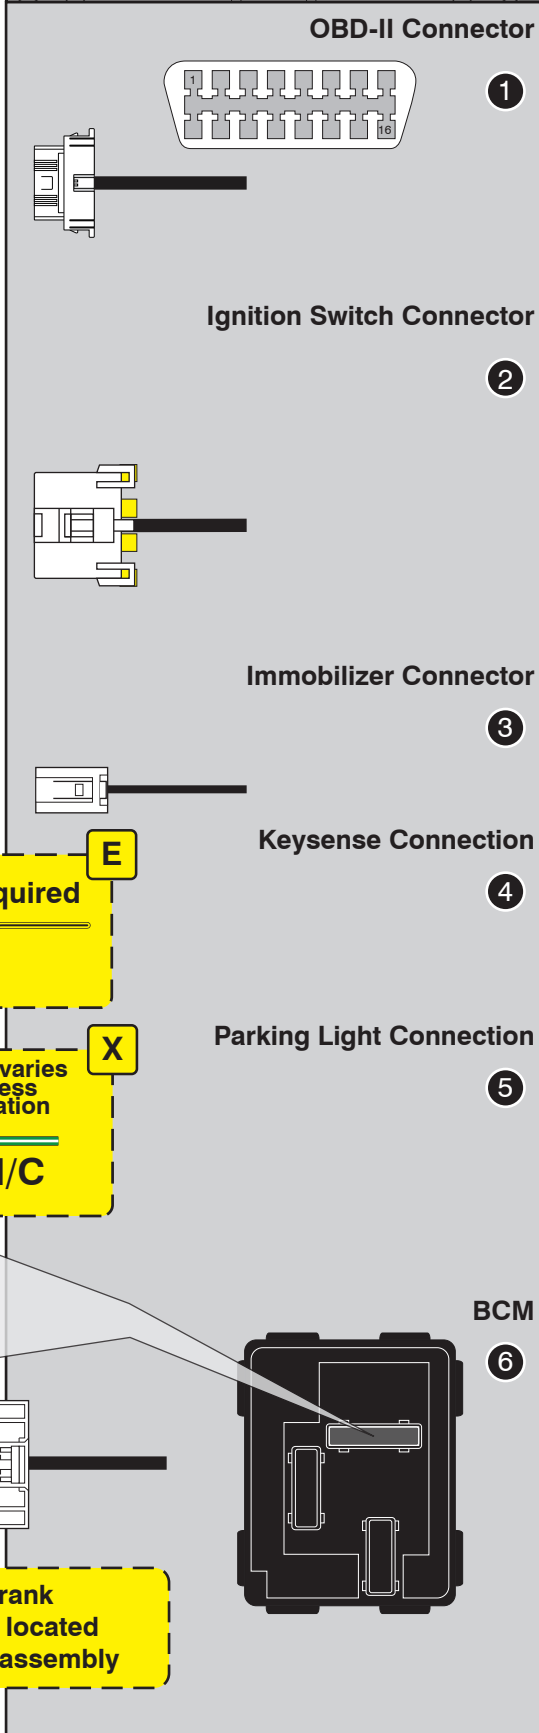 OBD-II Connector
1
1
16
Ignition Switch Connector
2
Immobilizer Connector
3
E
Keysense Connection
quired
4
X
Parking Light Connection
varies
ess
ation
5
/C
BCM
6
rank
located
assembly